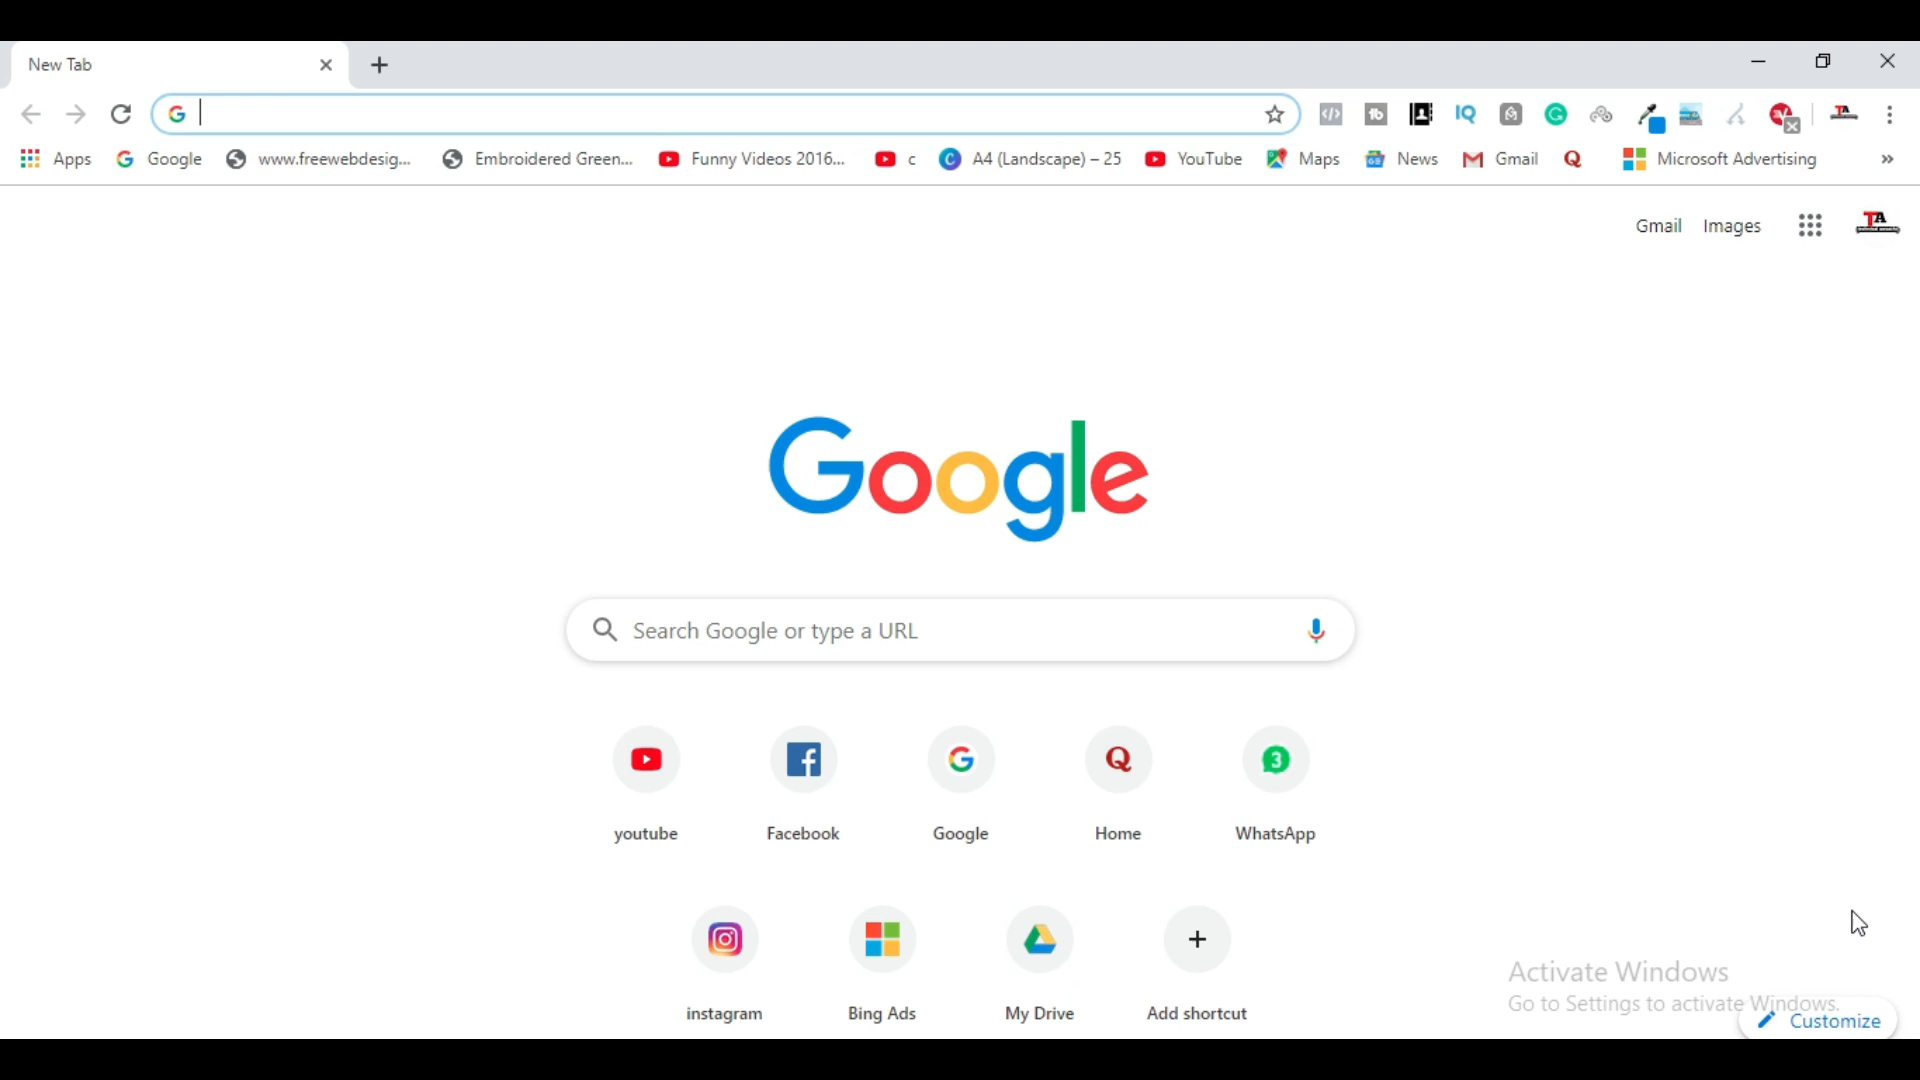 New Tab
Apps Google www.freewebdesig... Embroidered Green... Funny Videos 2016... c A4 (Landscape) – 25 YouTube Maps News Gmail Microsoft Advertising »
Gmail Images TA
Google
Search Google or type a URL
youtube Facebook Google Home WhatsApp
instagram Bing Ads My Drive Add shortcut
Activate Windows
Go to Settings to activate Windows.
Customize